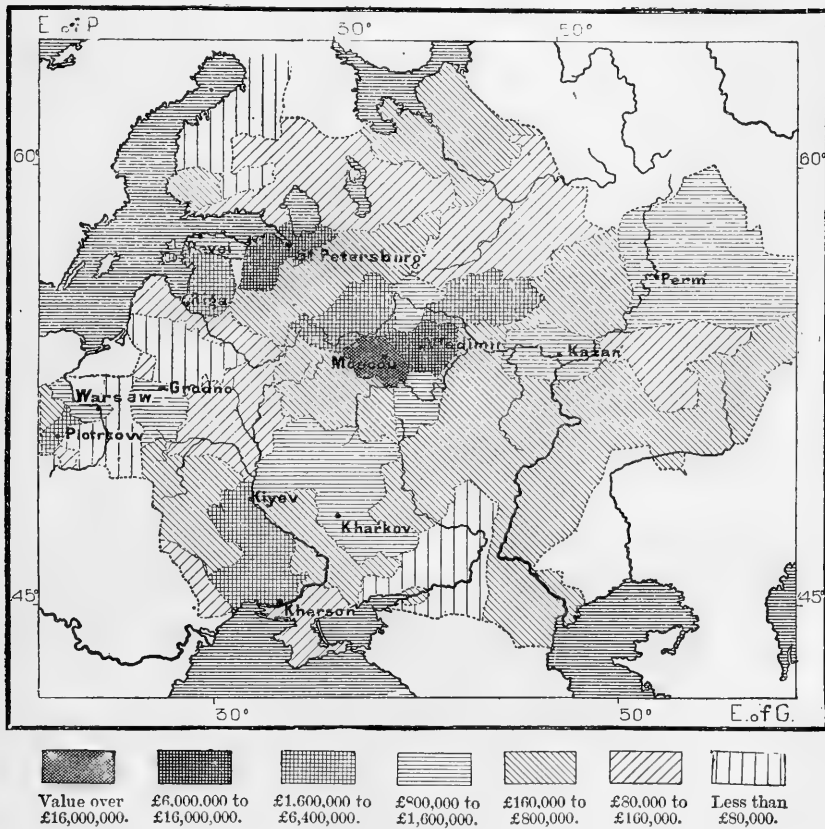 E. of P. 30° 50°
60° 60°
Revel
St Petersburg
Riga
Perm
Vladimir
Moscow
Kazan
Grodno
Warsaw
Piotrkow
Kiyev
Kharkov
45° 45°
Kherson
30° 50° E. of G.
Value over £6,000.000 to £1,600,000 to £800,000 to £160,000 to £80,000 to Less than
£16,000,000. £16,000,000. £6,400,000. £1,600,000. £800,000. £160,000. £80,000.